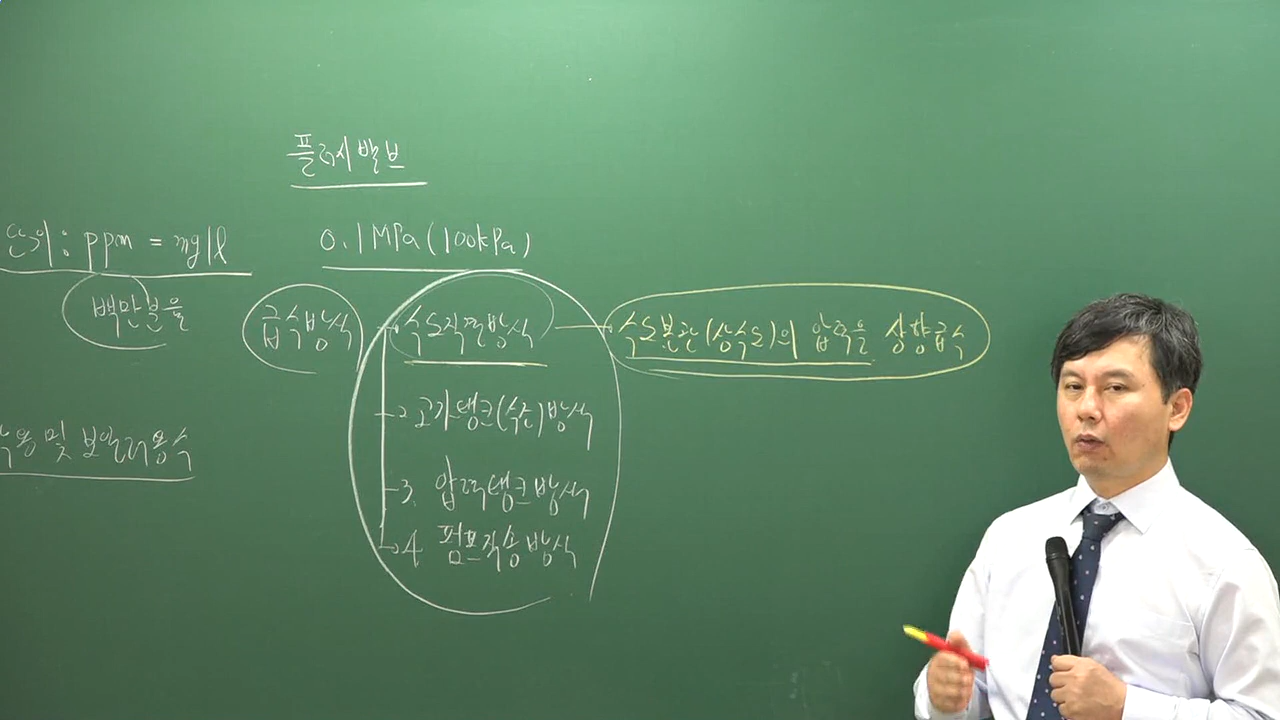 플러시밸브
단위 : ppm = mg/l
0.1 MPa (100kPa)
백만분율
급수방식
수도직결방식
수도본관(상수도)의 압력을 상향급수
2. 고가탱크(수조)방식
용 및 보일러용수
3. 압력탱크방식
4. 펌프직송방식